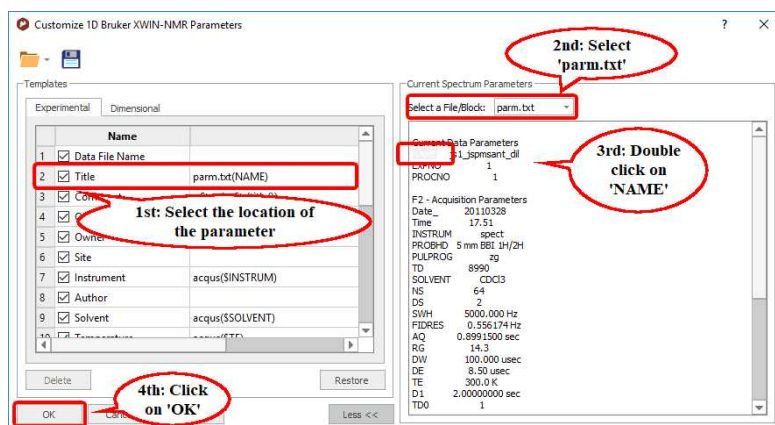 Customize 1D Bruker XWIN-NMR Parameters
? X
2nd: Select
'parm.txt'
Templates
Experimental Dimensional
Name
1 Data File Name
2 Title parm.txt(NAME)
3
4
5 Owner
6 Site
7 Instrument acqus($INSTRUM)
8 Author
9 Solvent acqus($SOLVENT)
10 Temperature acqus($TE)
1st: Select the location of
the parameter
Delete Restore
4th: Click
on 'OK'
OK Less <<
Current Spectrum Parameters
Select a File/Block: parm.txt
Current Data Parameters
js1_jspmsant_dil
EXPNO 1
PROCNO 1
3rd: Double
click on
'NAME'
F2 - Acquisition Parameters
Date_ 20110328
Time 17.51
INSTRUM spect
PROBHD 5 mm BBI 1H/2H
PULPROG zg
TD 8990
SOLVENT CDCl3
NS 64
DS 2
SWH 5000.000 Hz
FIDRES 0.556174 Hz
AQ 0.8991500 sec
RG 14.3
DW 100.000 usec
DE 8.50 usec
TE 300.0 K
D1 2.00000000 sec
TD0 1